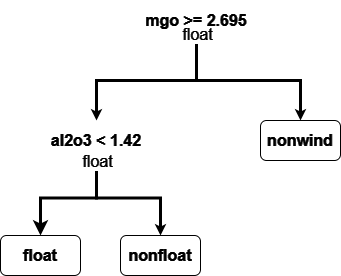 mgo >= 2.695
float
al2o3 < 1.42
float
nonwind
float
nonfloat